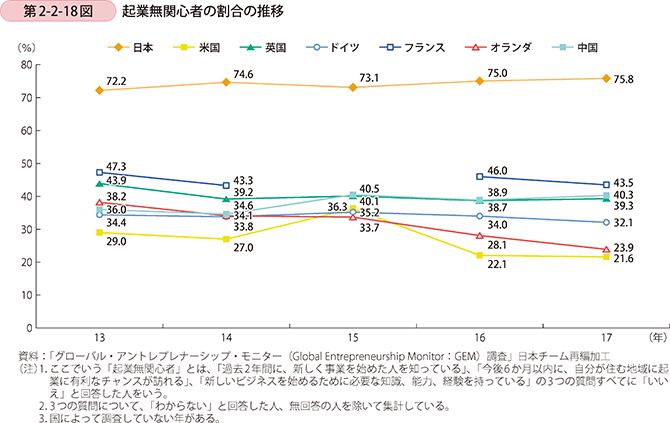 第2-2-18図 起業無関心者の割合の推移
(%)
日本 米国 英国 ドイツ フランス オランダ 中国
80
70
60
50
40
30
20
10
0
72.2 74.6 73.1 75.0 75.8
47.3 43.3 46.0 43.5
43.9 39.2 40.5 38.9 40.3
38.2 34.6 40.1 38.7 39.3
36.0 34.1 36.3 35.2 34.0 32.1
34.4 33.8 33.7 28.1 23.9
29.0 27.0 22.1 21.6
13 14 15 16 17 (年)
資料：「グローバル・アントレプレナーシップ・モニター（Global Entrepreneurship Monitor：GEM）調査」日本チーム再編加工
(注)1. ここでいう「起業無関心者」とは、「過去2年間に、新しく事業を始めた人を知っている」、「今後6か月以内に、自分が住む地域に起
業に有利なチャンスが訪れる」、「新しいビジネスを始めるために必要な知識、能力、経験を持っている」の3つの質問すべてに「いい
え」と回答した人をいう。
2. 3つの質問について、「わからない」と回答した人、無回答の人を除いて集計している。
3. 国によって調査していない年がある。